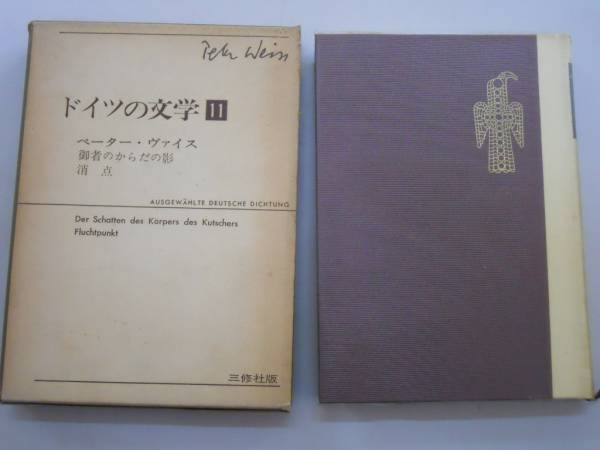 Peter Weiss
ドイツの文学 11
ペーター・ヴァイス
御者のからだの影
消 点
AUSGEWÄHLTE DEUTSCHE DICHTUNG
Der Schatten des Körpers des Kutschers
Fluchtpunkt
三修社版